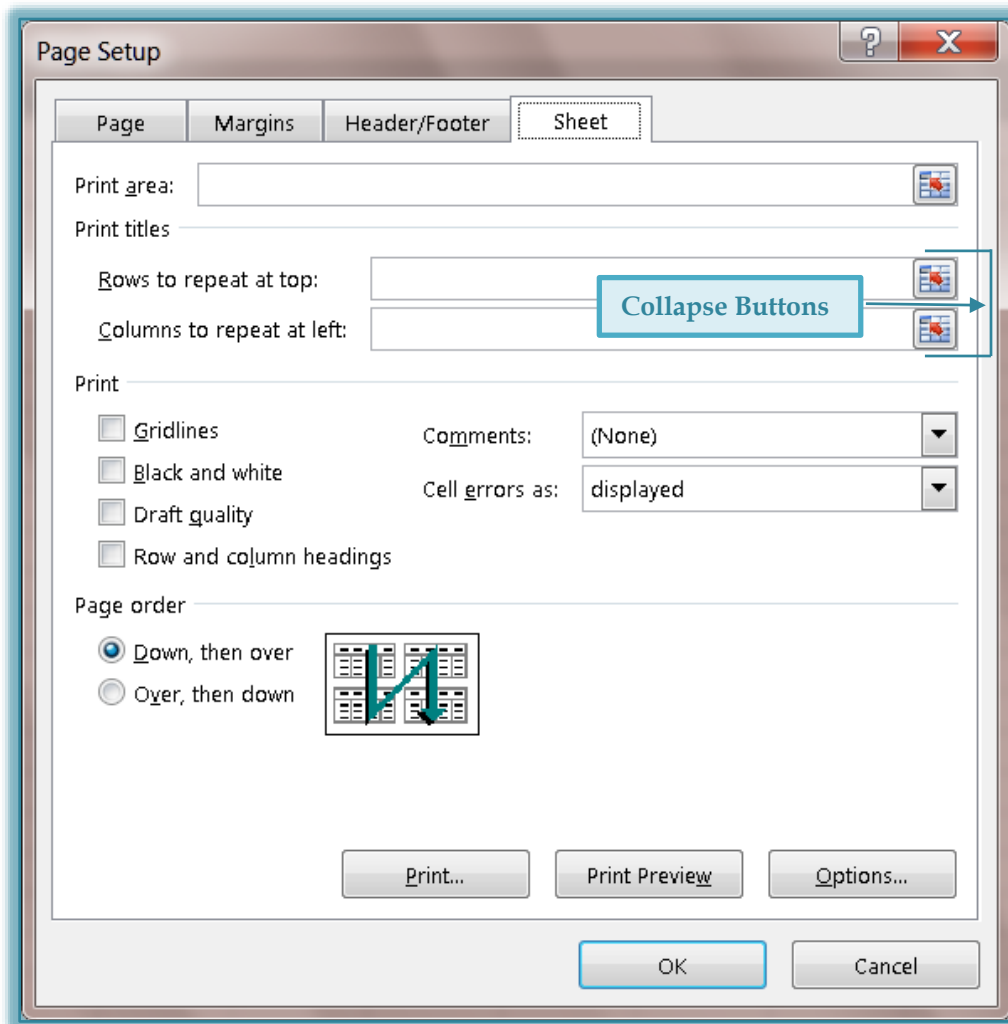 Page Setup
Page Margins Header/Footer Sheet
Print area:
Print titles
Rows to repeat at top:
Collapse Buttons
Columns to repeat at left:
Print
Gridlines
Comments: (None)
Black and white
Cell errors as: displayed
Draft quality
Row and column headings
Page order
Down, then over
Over, then down
Print... Print Preview Options...
OK Cancel